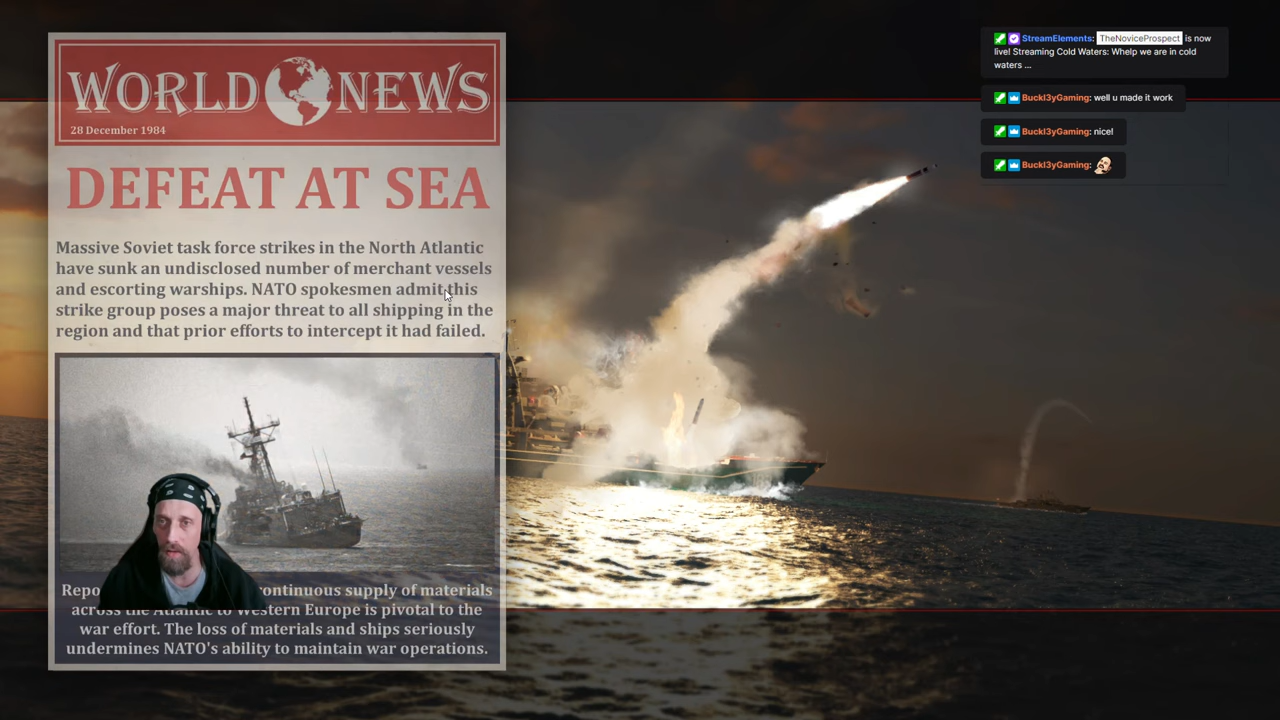 WORLD NEWS
28 December 1984
DEFEAT AT SEA
Massive Soviet task force strikes in the North Atlantic
have sunk an undisclosed number of merchant vessels
and escorting warships. NATO spokesmen admit this
strike group poses a major threat to all shipping in the
region and that prior efforts to intercept it had failed.
continuous supply of materials
across the Atlantic to Western Europe is pivotal to the
war effort. The loss of materials and ships seriously
undermines NATO's ability to maintain war operations.
StreamElements: TheNoviceProspect is now
live! Streaming Cold Waters: Whelp we are in cold
waters ...
Buckl3yGaming: well u made it work
Buckl3yGaming: nice!
Buckl3yGaming: